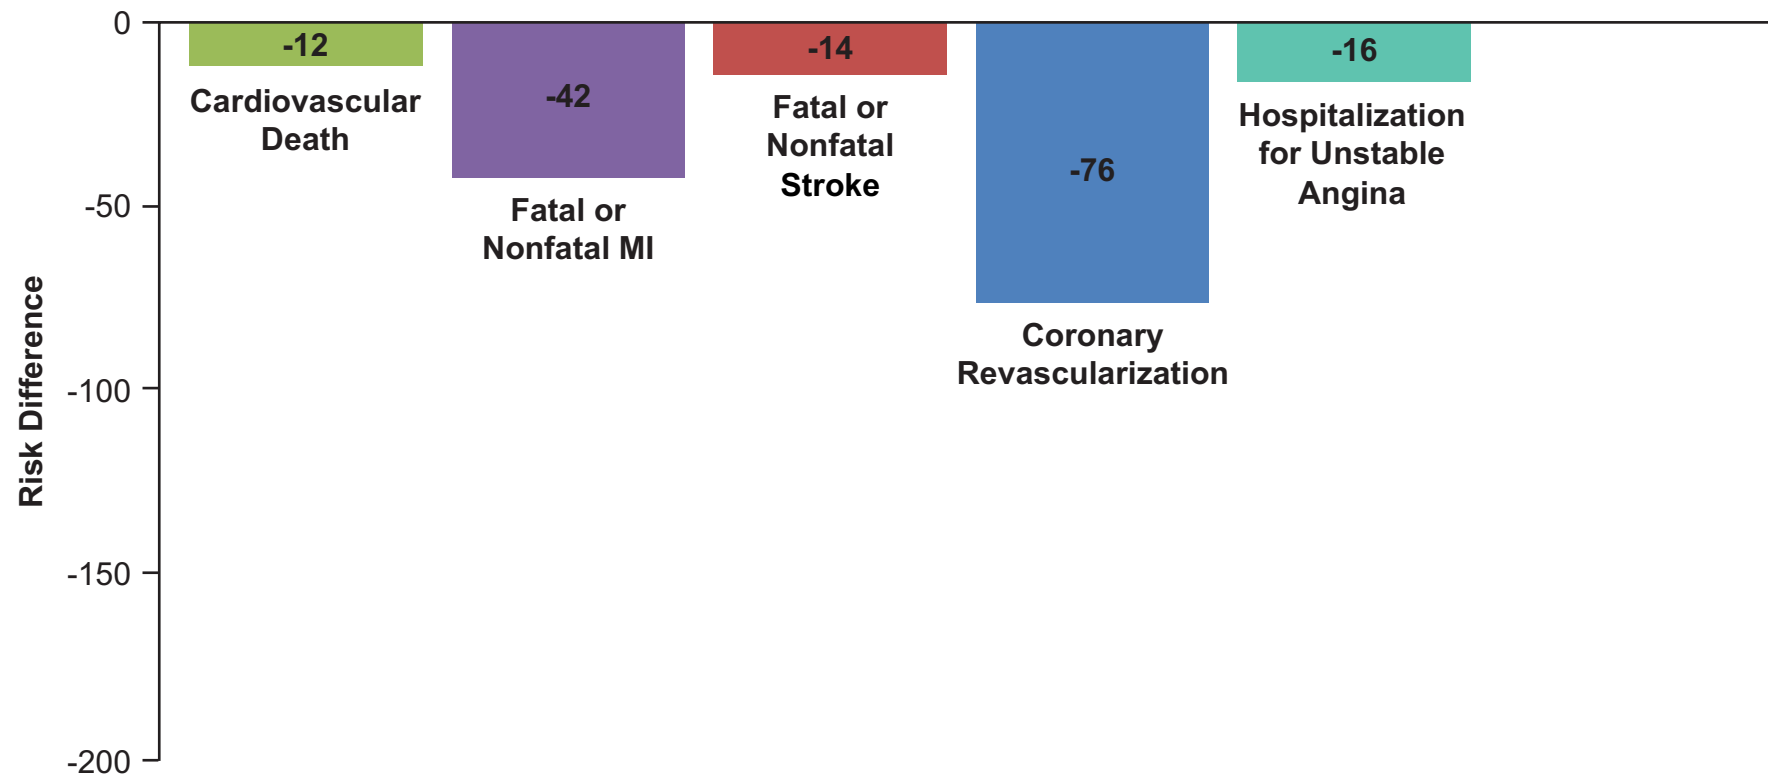 0
-50
-100
-150
-200
Risk Difference
-12
Cardiovascular
Death
-42
Fatal or
Nonfatal MI
-14
Fatal or
Nonfatal
Stroke
-76
Coronary
Revascularization
-16
Hospitalization
for Unstable
Angina